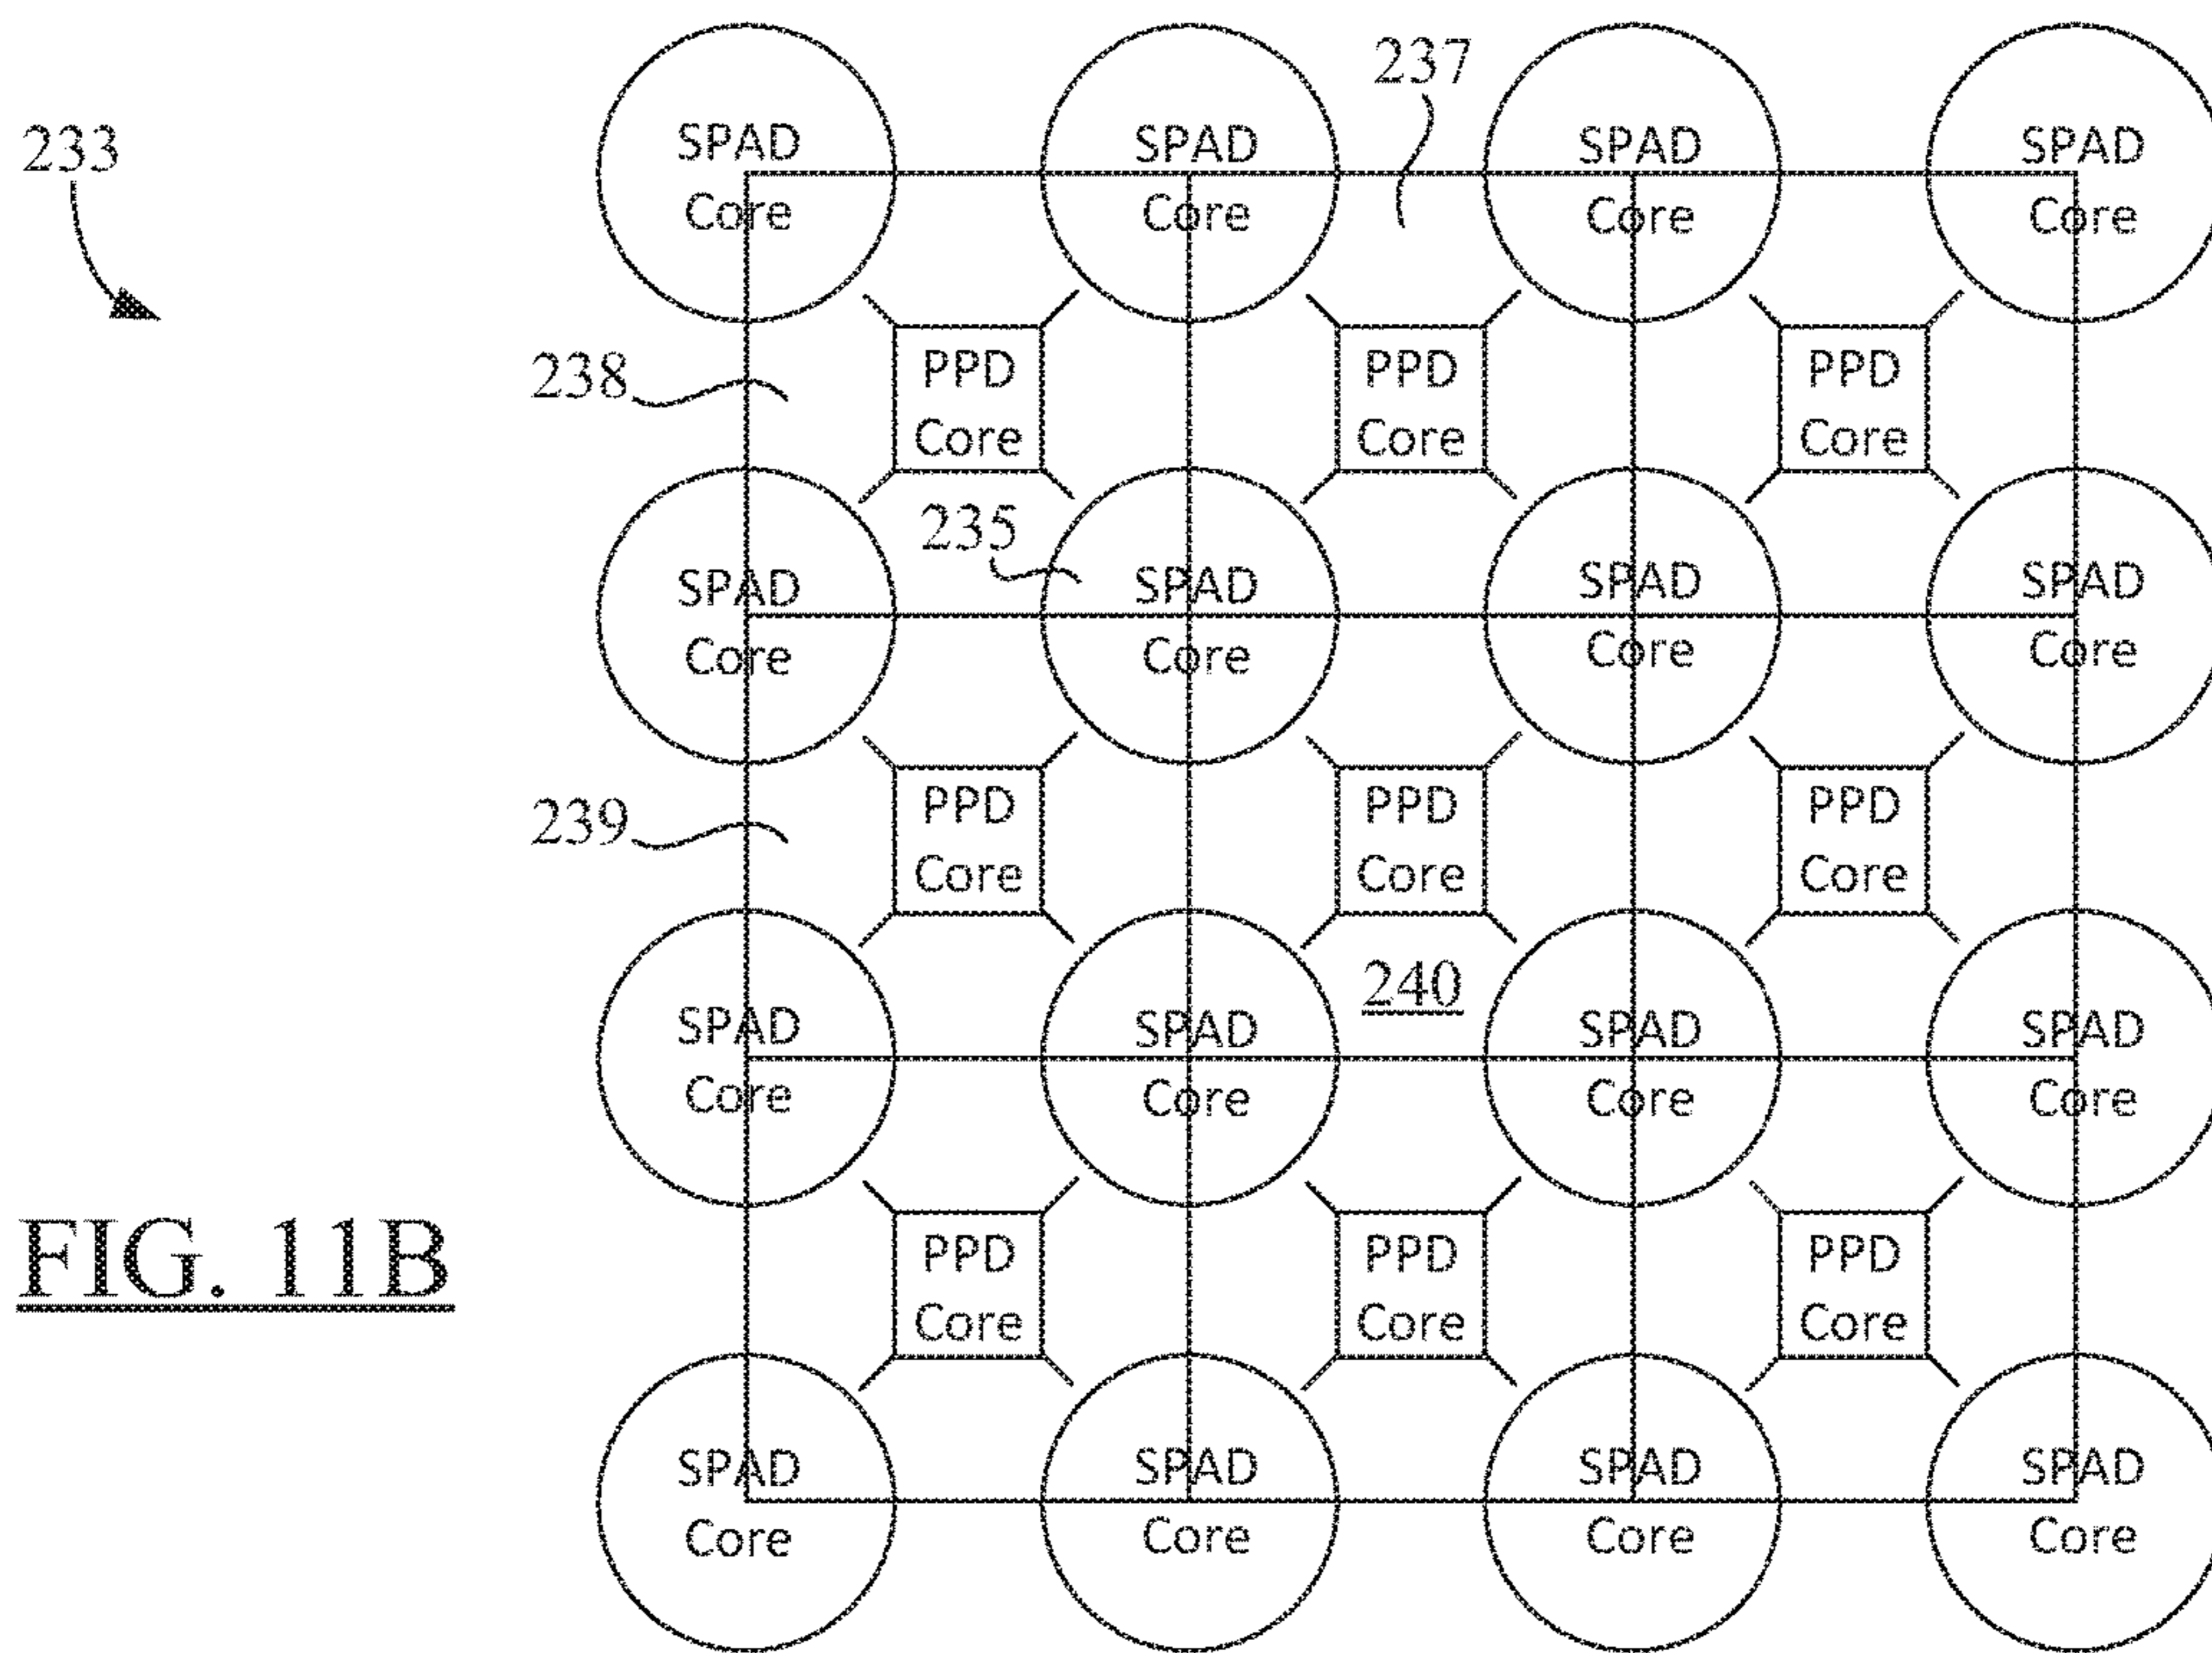 237
233
SPAD SPAD SPAD SPAD
Core Core Core Core
238
PPD PPD PPD
Core Core Core
235
SPAD SPAD SPAD SPAD
Core Core Core Core
239
PPD PPD PPD
Core Core Core
240
SPAD SPAD SPAD SPAD
Core Core Core Core
PPD PPD PPD
Core Core Core
FIG. 11B
SPAD SPAD SPAD SPAD
Core Core Core Core